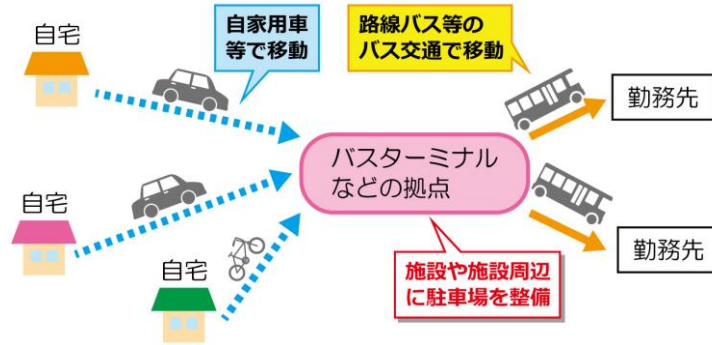 自宅
自家用車
等で移動
路線バス等の
バス交通で移動
勤務先
バスターミナル
などの拠点
自宅
自宅
勤務先
施設や施設周辺
に駐車場を整備